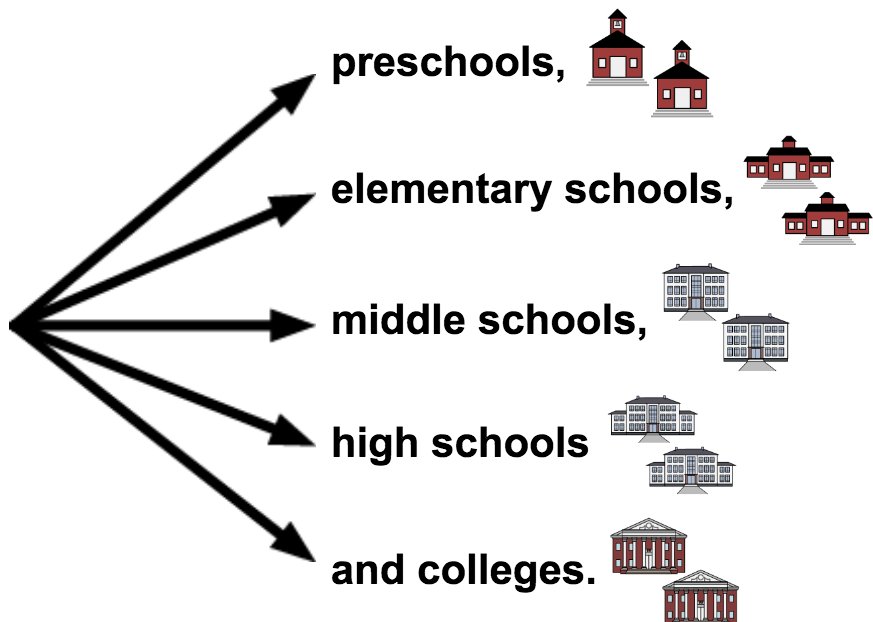 preschools,
elementary schools,
middle schools,
high schools
and colleges.